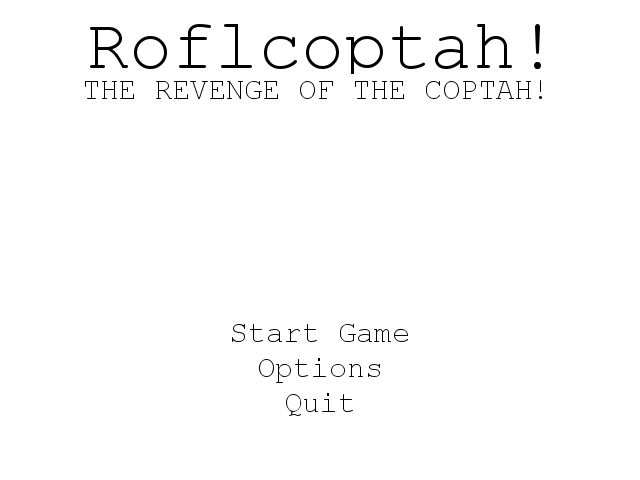 Roflcoptah!
THE REVENGE OF THE COPTAH!
Start Game
Options
Quit